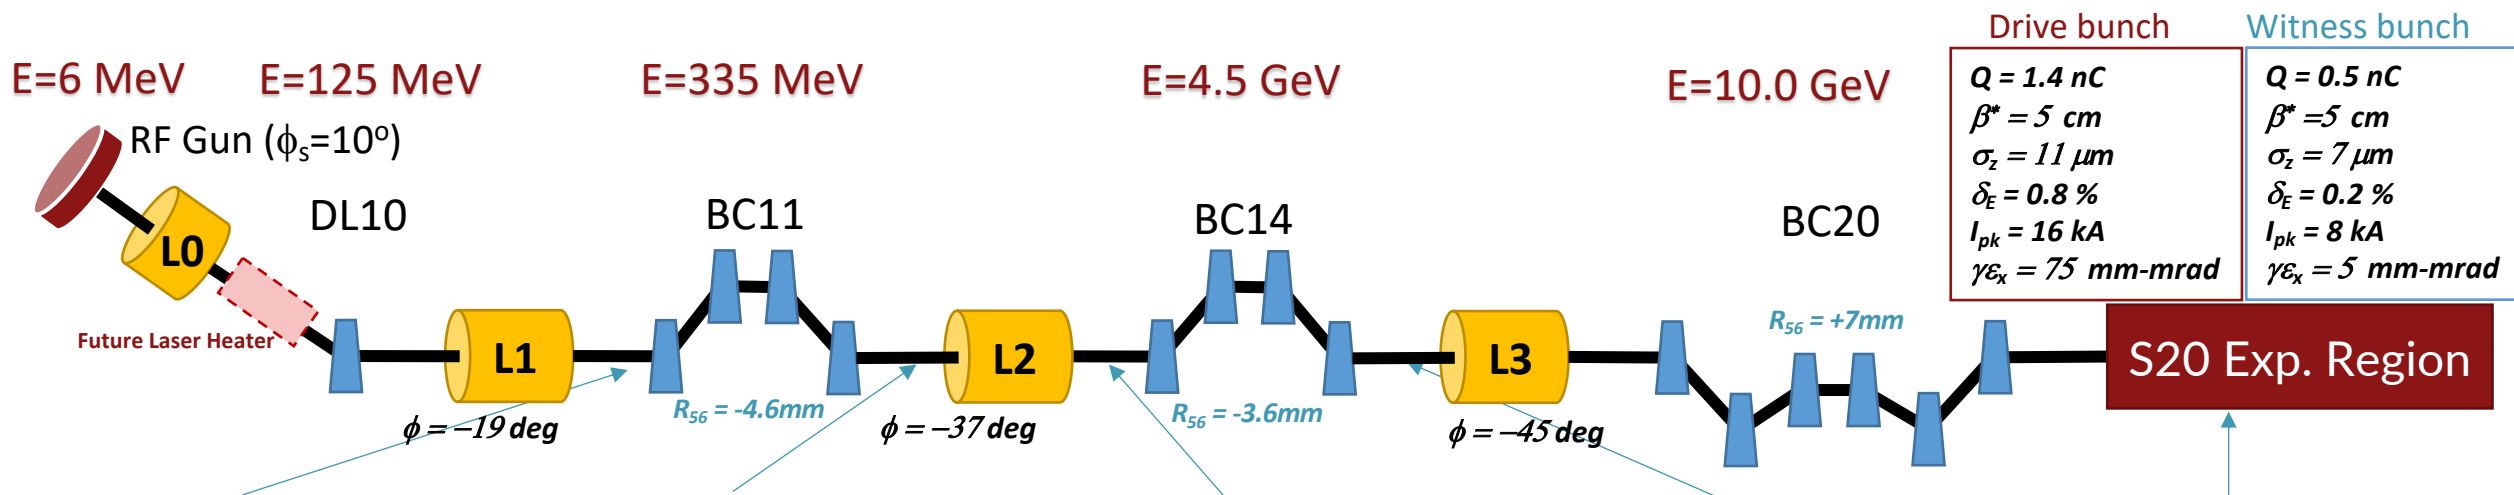 Drive bunch
Witness bunch
E=6 MeV
E=125 MeV
E=335 MeV
E=4.5 GeV
E=10.0 GeV
Q = 1.4 nC
β* = 5 cm
σz = 11 μm
δE = 0.8 %
Ipk = 16 kA
γεx = 75 mm-mrad
Q = 0.5 nC
β* =5 cm
σz = 7 μm
δE = 0.2 %
Ipk = 8 kA
γεx = 5 mm-mrad
RF Gun (ϕs=10o)
DL10
BC11
BC14
BC20
L0
Future Laser Heater
L1
L2
L3
R56 = +7mm
S20 Exp. Region
R56 = -4.6mm
R56 = -3.6mm
ϕ = −19 deg
ϕ = −37 deg
ϕ = −45 deg